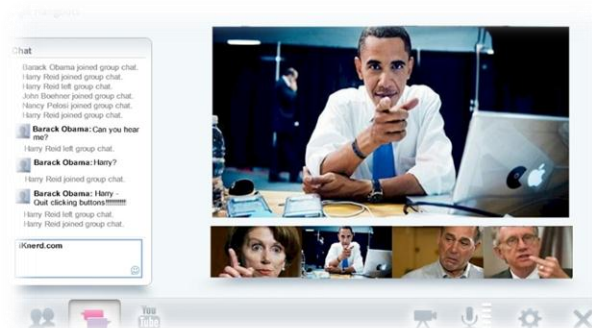 Chat
Barack Obama joined group chat.
Harry Reid joined group chat.
Harry Reid left group chat.
John Boehner joined group chat.
Nancy Pelosi joined group chat.
Harry Reid joined group chat.
Barack Obama: Can you hear
me?
Harry Reid left group chat.
Barack Obama: Harry?
Harry Reid joined group chat.
Barack Obama: Harry -
Quit clicking buttons!!!!!!!!!!
Harry Reid left group chat.
Harry Reid joined group chat.
iKnerd.com
You
Tube